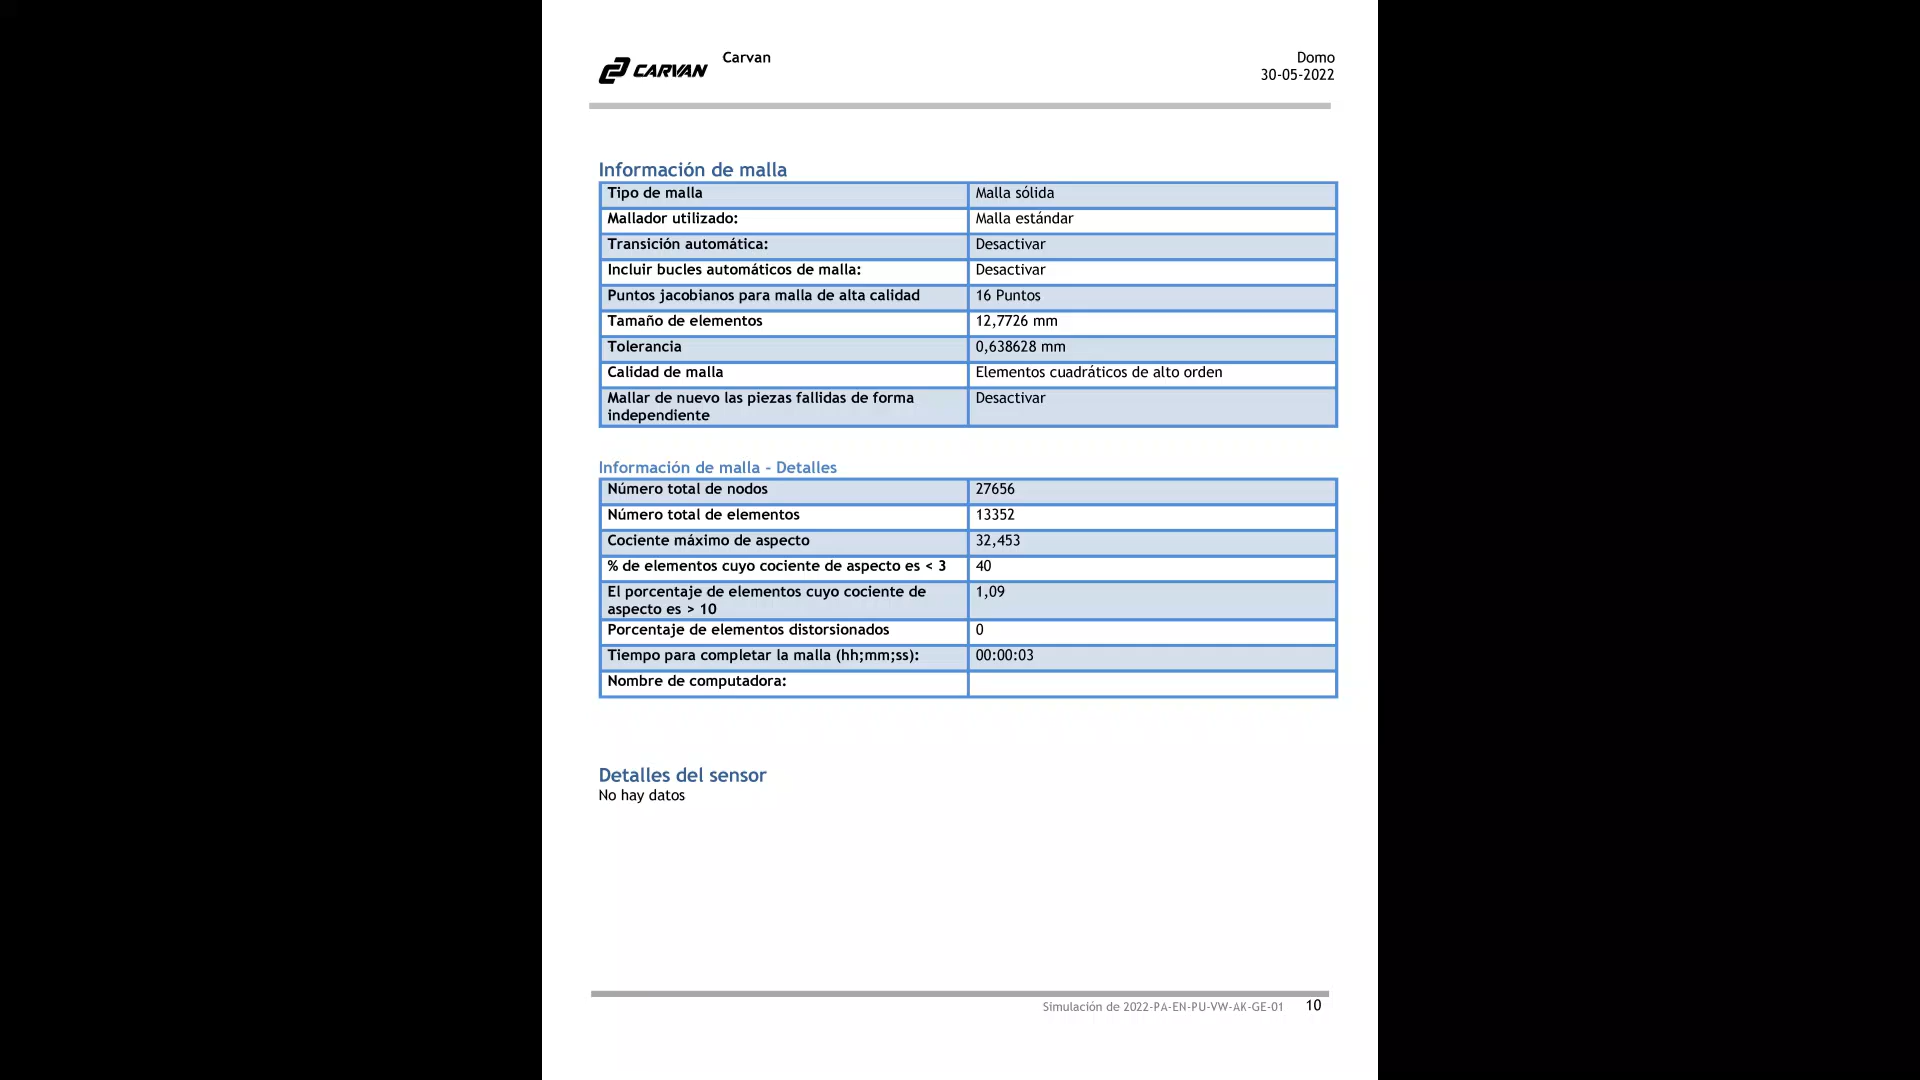 CARVAN
Carvan
Domo
30-05-2022
Información de malla
Tipo de malla Malla sólida
Mallador utilizado: Malla estándar
Transición automática: Desactivar
Incluir bucles automáticos de malla: Desactivar
Puntos jacobianos para malla de alta calidad 16 Puntos
Tamaño de elementos 12,7726 mm
Tolerancia 0,638628 mm
Calidad de malla Elementos cuadráticos de alto orden
Mallar de nuevo las piezas fallidas de forma Desactivar
independiente
Información de malla - Detalles
Número total de nodos 27656
Número total de elementos 13352
Cociente máximo de aspecto 32,453
% de elementos cuyo cociente de aspecto es < 3 40
El porcentaje de elementos cuyo cociente de 1,09
aspecto es > 10
Porcentaje de elementos distorsionados 0
Tiempo para completar la malla (hh;mm;ss): 00:00:03
Nombre de computadora:
Detalles del sensor
No hay datos
Simulación de 2022-PA-EN-PU-VW-AK-GE-01 10